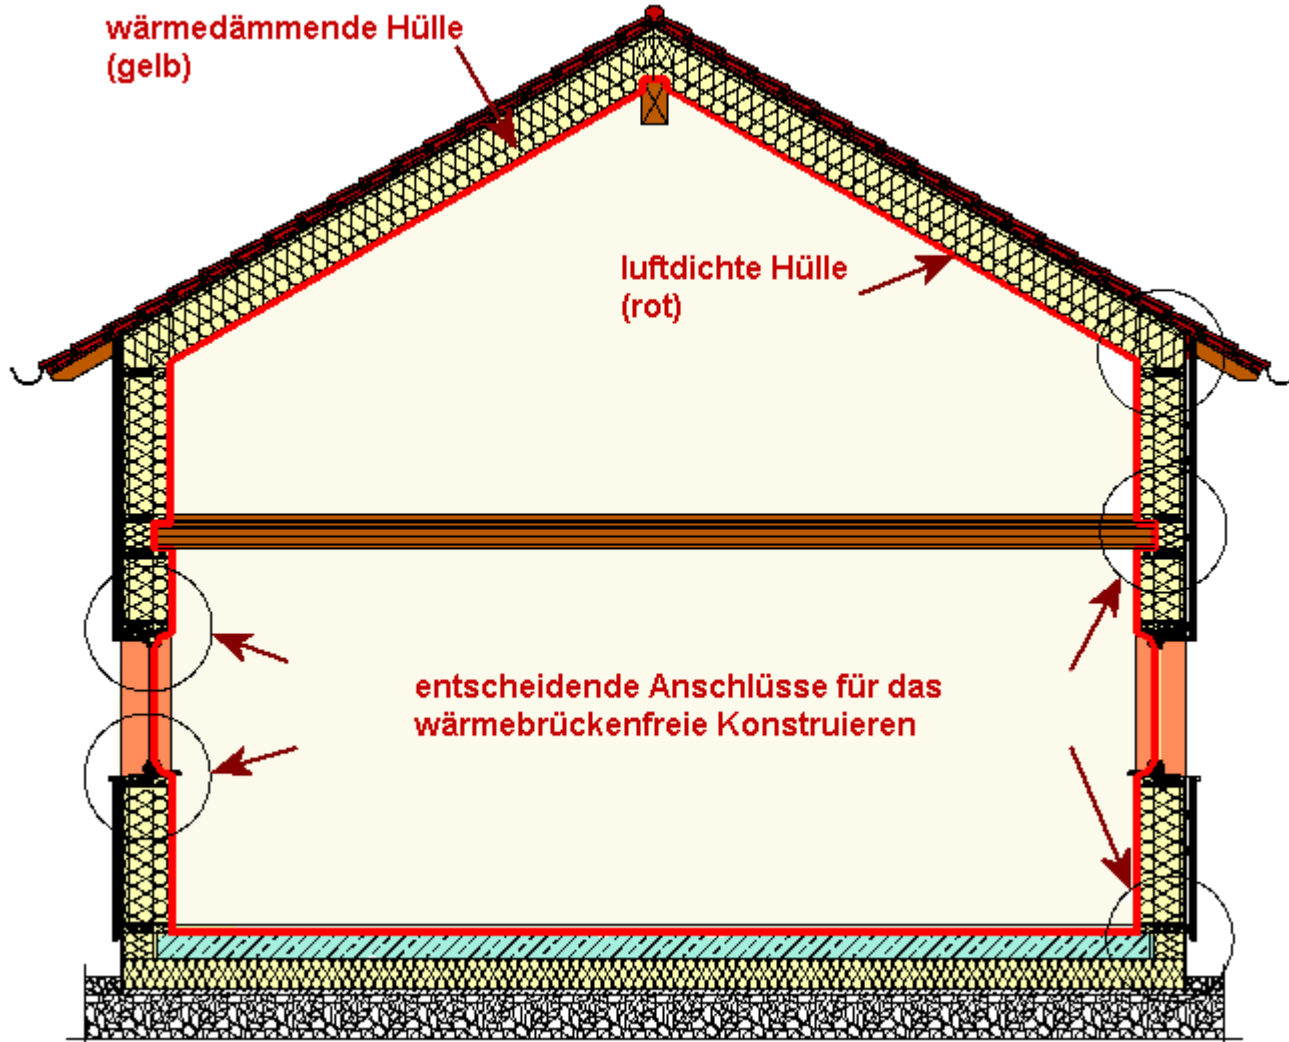 wärmedämmende Hülle
(gelb)
luftdichte Hülle
(rot)
entscheidende Anschlüsse für das
wärmebrückenfreie Konstruieren